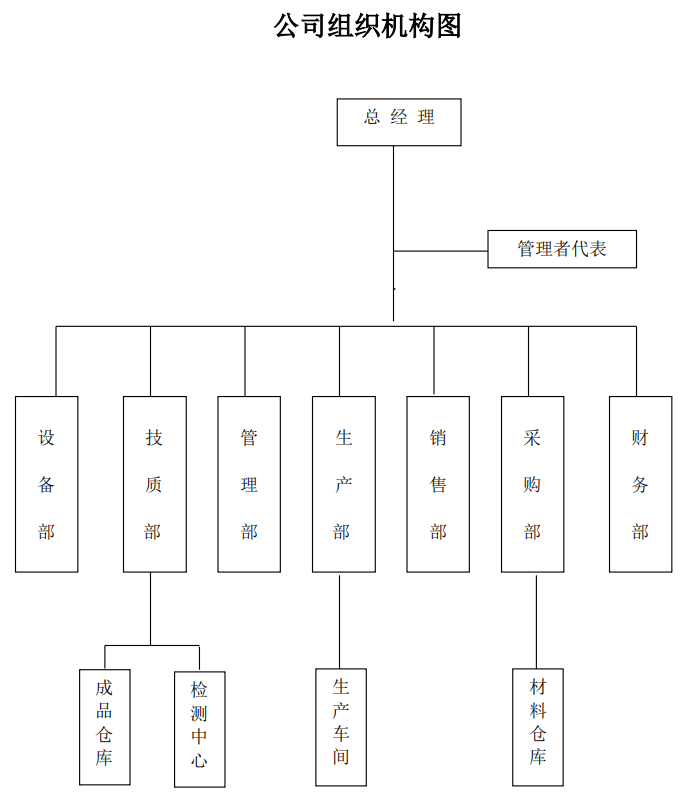 公司组织机构图
总 经 理
管理者代表
设备部
技质部
管理部
生产部
销售部
采购部
财务部
成品仓库
检测中心
生产车间
材料仓库